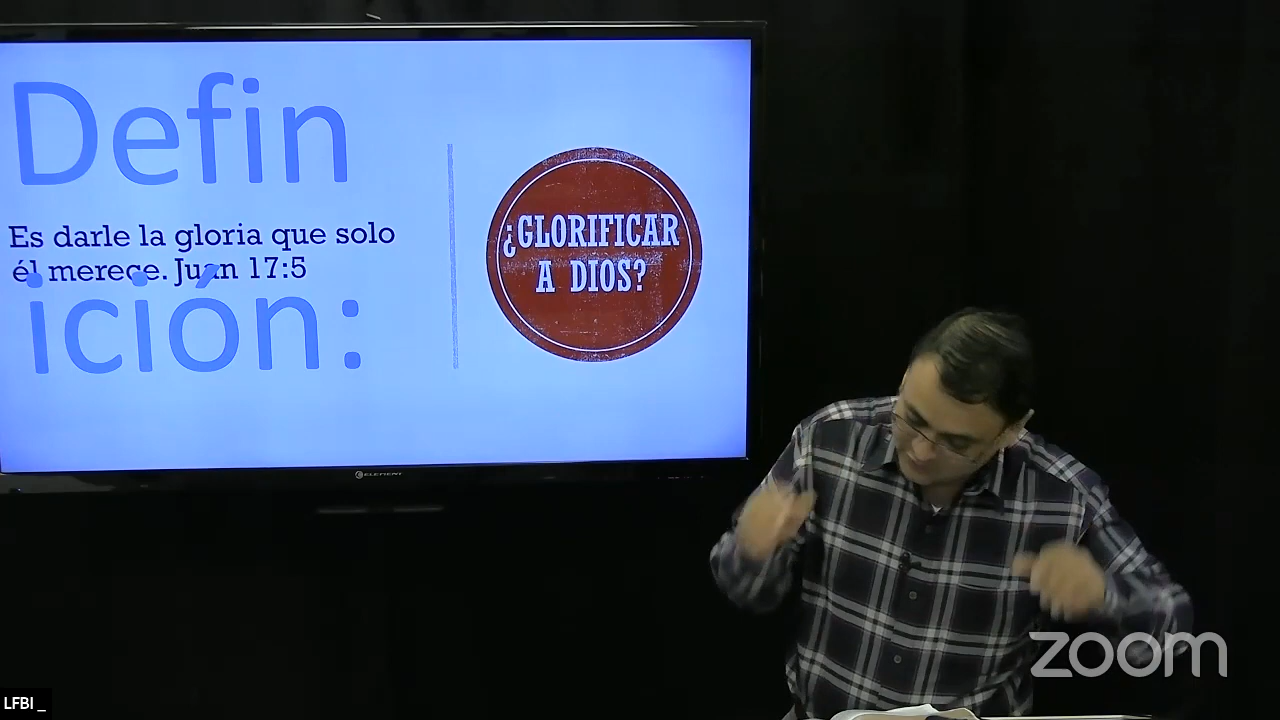 Defin
Es darle la gloria que solo
él merece. Juan 17:5
ición:
¿GLORIFICAR
A DIOS?
ELEMENT
zoom
LFBI _